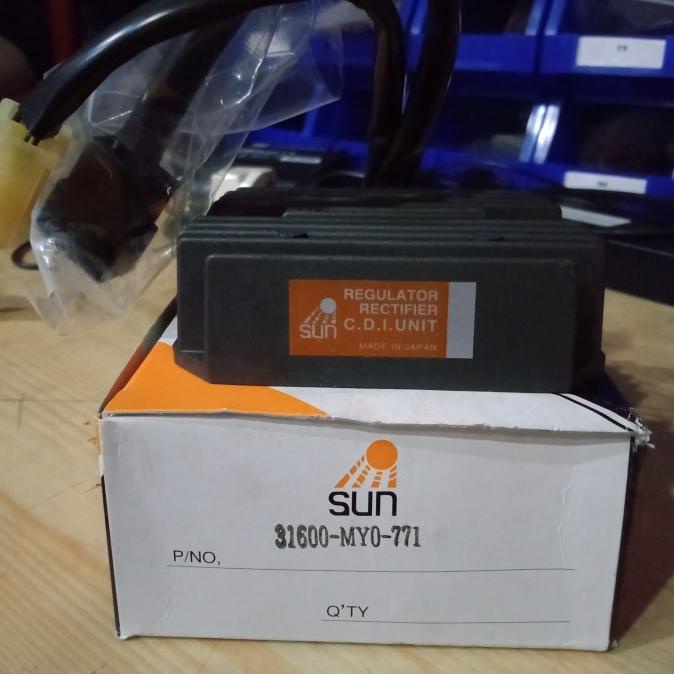 REGULATOR
RECTIFIER
sun C.D.I.UNIT
MADE IN JAPAN
sun
31600-MY0-771
P/NO,
Q'TY